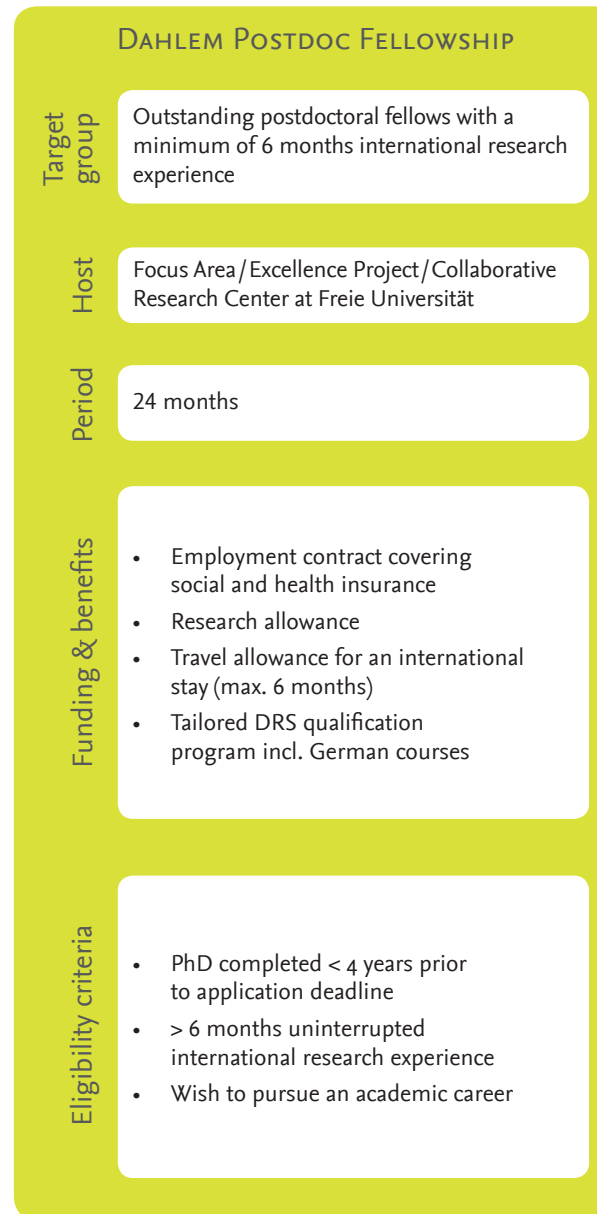 Dahlem Postdoc Fellowship
Target
group
Outstanding postdoctoral fellows with a
minimum of 6 months international research
experience
Host
Focus Area/Excellence Project/Collaborative
Research Center at Freie Universität
Period
24 months
Funding & benefits
• Employment contract covering
social and health insurance
• Research allowance
• Travel allowance for an international
stay (max. 6 months)
• Tailored DRS qualification
program incl. German courses
Eligibility criteria
• PhD completed < 4 years prior
to application deadline
• > 6 months uninterrupted
international research experience
• Wish to pursue an academic career